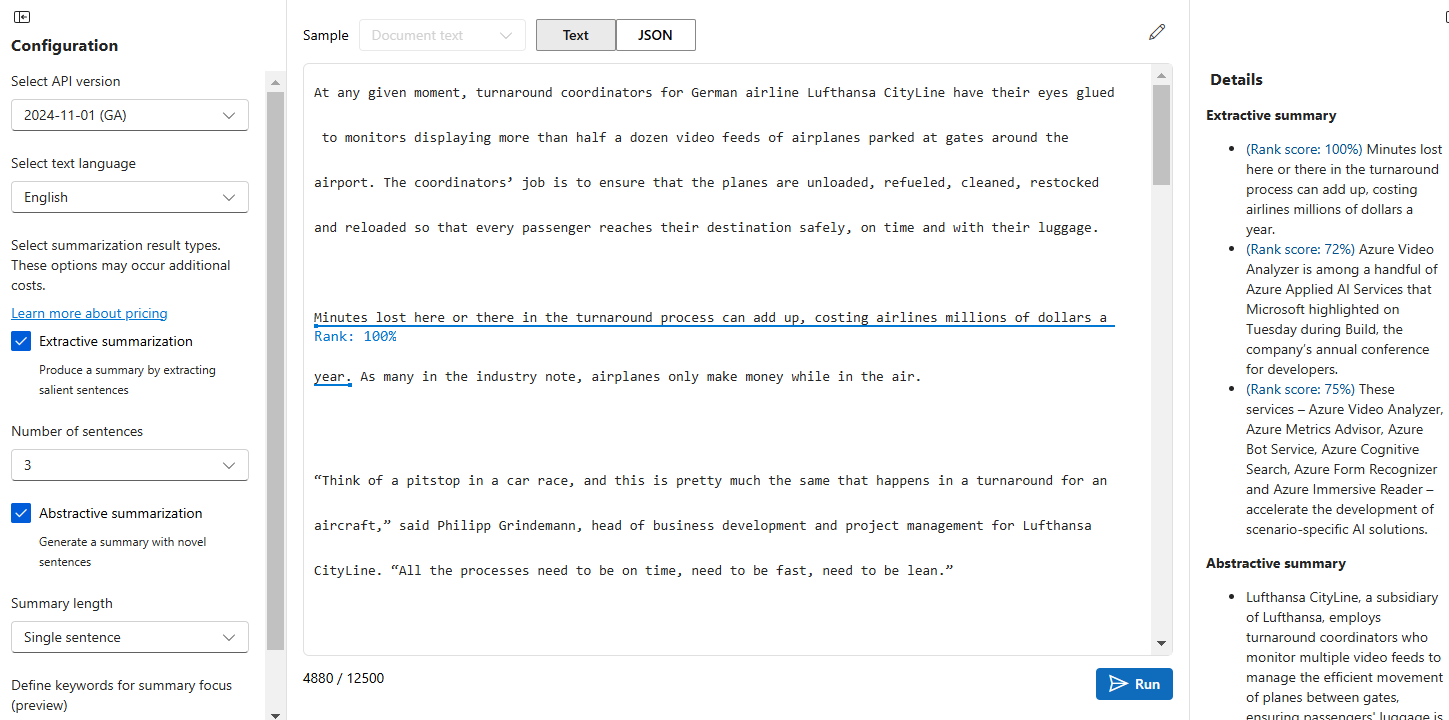 Configuration
Select API version
2024-11-01 (GA)
Select text language
English
Select summarization result types.
These options may occur additional
costs.
Learn more about pricing
Extractive summarization
Produce a summary by extracting
salient sentences
Number of sentences
3
Abstractive summarization
Generate a summary with novel
sentences
Summary length
Single sentence
Define keywords for summary focus
(preview)
Sample
Document text
Text
JSON
At any given moment, turnaround coordinators for German airline Lufthansa CityLine have their eyes glued
to monitors displaying more than half a dozen video feeds of airplanes parked at gates around the
airport. The coordinators’ job is to ensure that the planes are unloaded, refueled, cleaned, restocked
and reloaded so that every passenger reaches their destination safely, on time and with their luggage.
Minutes lost here or there in the turnaround process can add up, costing airlines millions of dollars a
Rank: 100%
year. As many in the industry note, airplanes only make money while in the air.
“Think of a pitstop in a car race, and this is pretty much the same that happens in a turnaround for an
aircraft,” said Philipp Grindemann, head of business development and project management for Lufthansa
CityLine. “All the processes need to be on time, need to be fast, need to be lean.”
4880 / 12500
Run
Details
Extractive summary
(Rank score: 100%) Minutes lost
here or there in the turnaround
process can add up, costing
airlines millions of dollars a
year.
(Rank score: 72%) Azure Video
Analyzer is among a handful of
Azure Applied AI Services that
Microsoft highlighted on
Tuesday during Build, the
company’s annual conference
for developers.
(Rank score: 75%) These
services – Azure Video Analyzer,
Azure Metrics Advisor, Azure
Bot Service, Azure Cognitive
Search, Azure Form Recognizer
and Azure Immersive Reader –
accelerate the development of
scenario-specific AI solutions.
Abstractive summary
Lufthansa CityLine, a subsidiary
of Lufthansa, employs
turnaround coordinators who
monitor multiple video feeds to
manage the efficient movement
of planes between gates,
ensuring passengers' luggage is